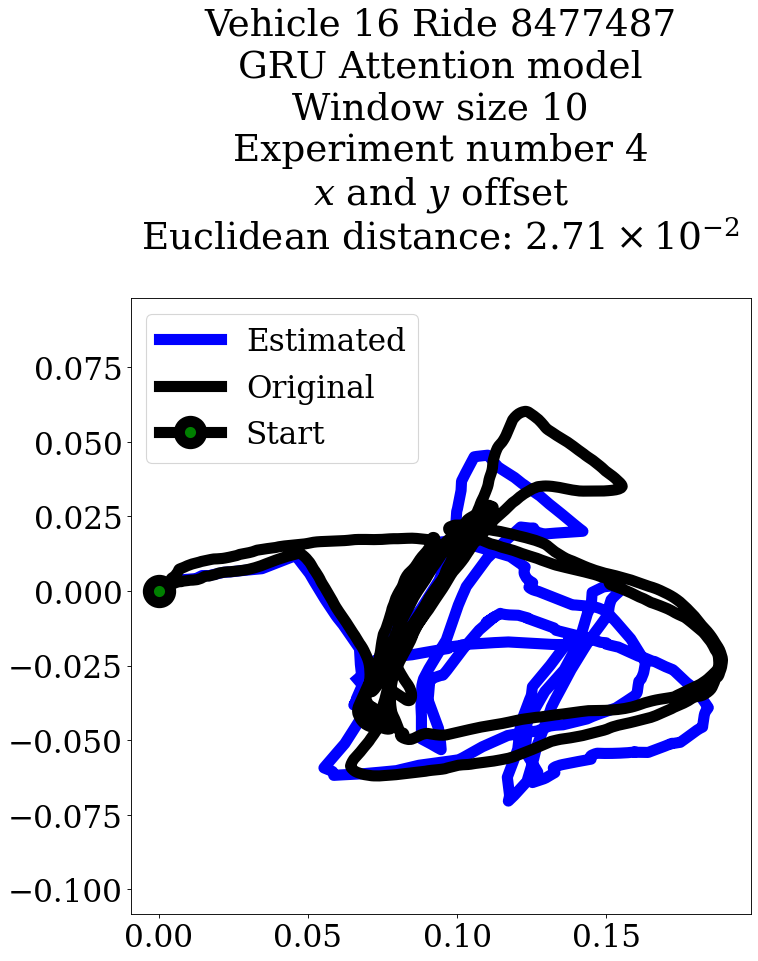 Vehicle 16 Ride 8477487
GRU Attention model
Window size 10
Experiment number 4
x and y offset
Euclidean distance: 2.71 × 10⁻²
Estimated
Original
Start
0.075
0.050
0.025
0.000
−0.025
−0.050
−0.075
−0.100
0.00 0.05 0.10 0.15